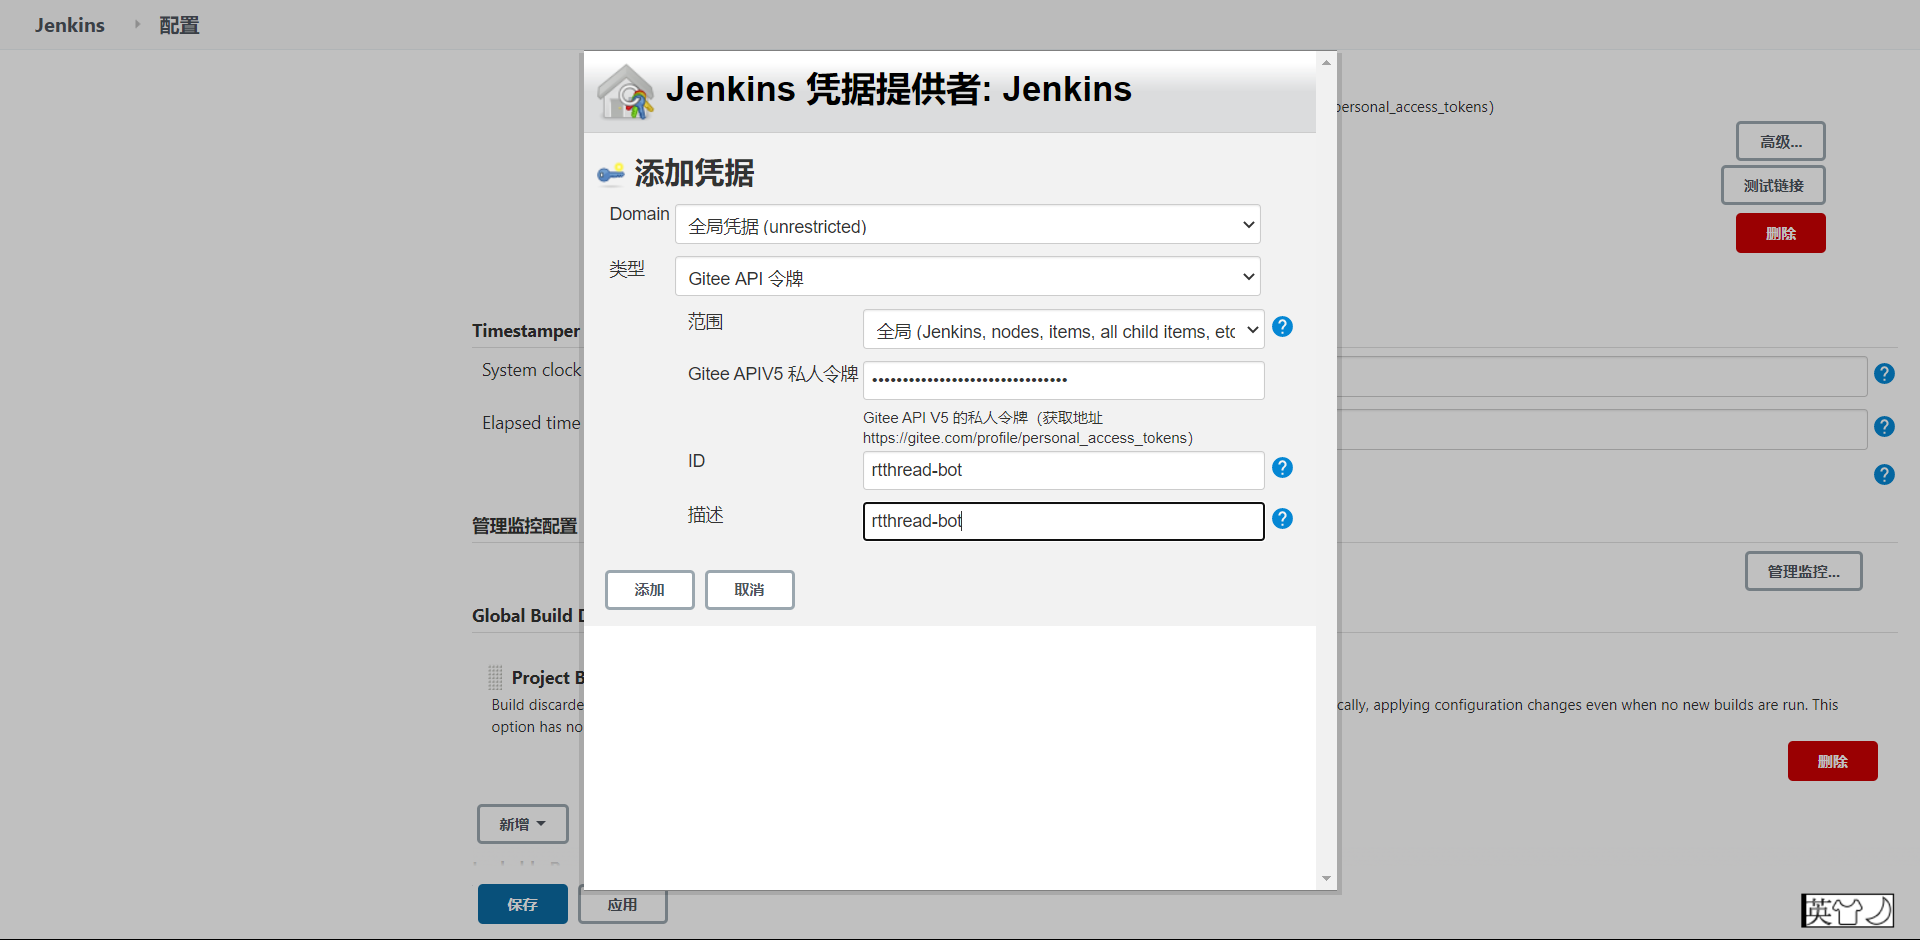 Jenkins 配置
Jenkins 凭据提供者: Jenkins
personal_access_tokens)
高级...
测试链接
删除
添加凭据
Domain
全局凭据 (unrestricted)
类型
Gitee API 令牌
范围
全局 (Jenkins, nodes, items, all child items, etc
Gitee APIV5 私人令牌
••••••••••••••••••••••••••••••••
Gitee API V5 的私人令牌（获取地址
https://gitee.com/profile/personal_access_tokens）
ID
rtthread-bot
描述
rtthread-bot
添加
取消
Timestamper
System clock
Elapsed time
管理监控配置
管理监控...
Global Build D
Project B
Build discarde
cally, applying configuration changes even when no new builds are run. This
option has no
删除
新增
保存
应用
英